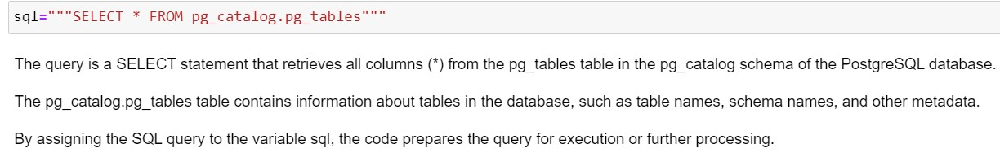 sql="""SELECT * FROM pg_catalog.pg_tables"""
The query is a SELECT statement that retrieves all columns (*) from the pg_tables table in the pg_catalog schema of the PostgreSQL database.
The pg_catalog.pg_tables table contains information about tables in the database, such as table names, schema names, and other metadata.
By assigning the SQL query to the variable sql, the code prepares the query for execution or further processing.